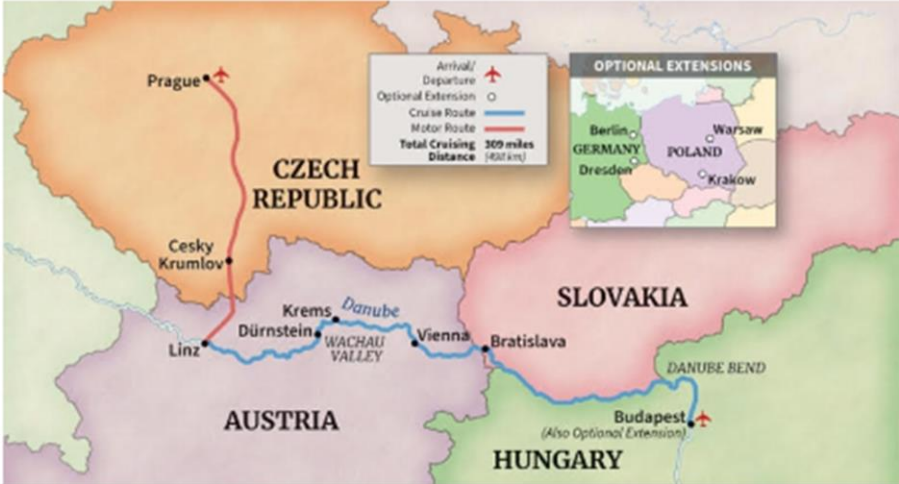 Prague
CZECH
REPUBLIC
Cesky
Krumlov
Arrival/
Departure
Optional Extension
Cruise Route
Motor Route
Total Cruising 309 miles
Distance
OPTIONAL EXTENSIONS
Berlin
Warsaw
GERMANY
POLAND
Dresden
Krakow
SLOVAKIA
Krems
Danube
Dürnstein
WACHAU
VALLEY
Vienna
Bratislava
Linz
DANUBE BEND
AUSTRIA
Budapest
(Also Optional Extension)
HUNGARY